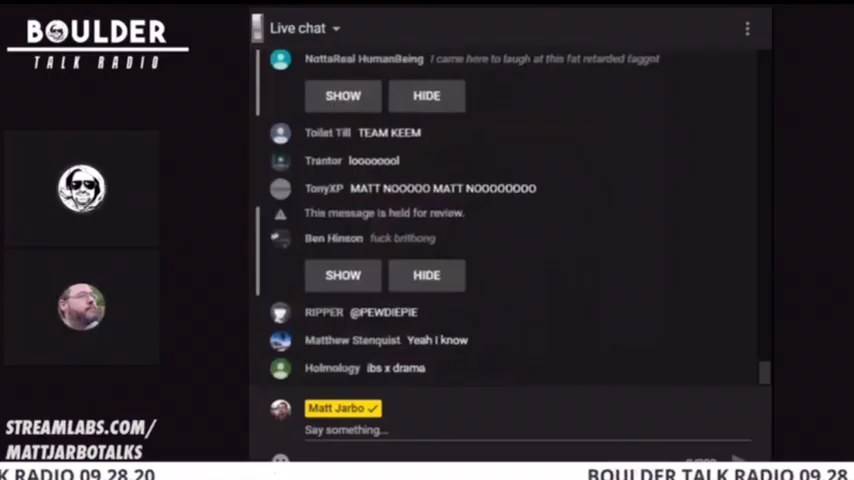 BOULDER
TALK RADIO
Live chat
NottaReal HumanBeing I came here to laugh at this fat retarded faggot
SHOW HIDE
Toilet Till TEAM KEEM
Trantor loooooool
TonyXP MATT NOOOOO MATT NOOOOOOOO
This message is held for review.
Ben Hinson fuck brithong
SHOW HIDE
RIPPER @PEWDIEPIE
Matthew Stenquist Yeah I know
Holmology ibs x drama
Matt Jarbo
Say something...
STREAMLABS.COM/
MATTJARBOTALKS
K RADIO 09.28.20 BOULDER TALK RADIO 09.28